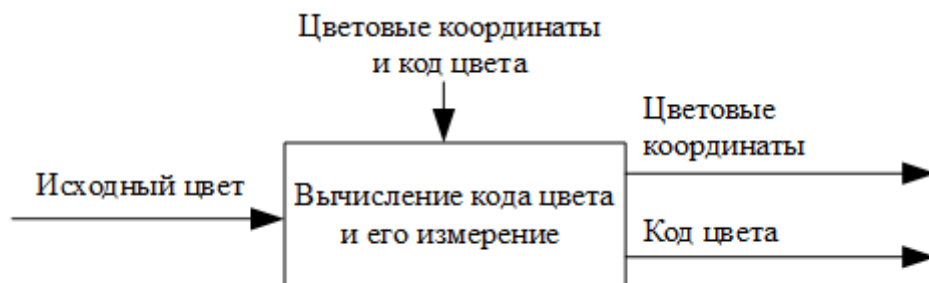 Цветовые координаты
и код цвета
Цветовые
координаты
Исходный цвет
Вычисление кода цвета
и его измерение
Код цвета